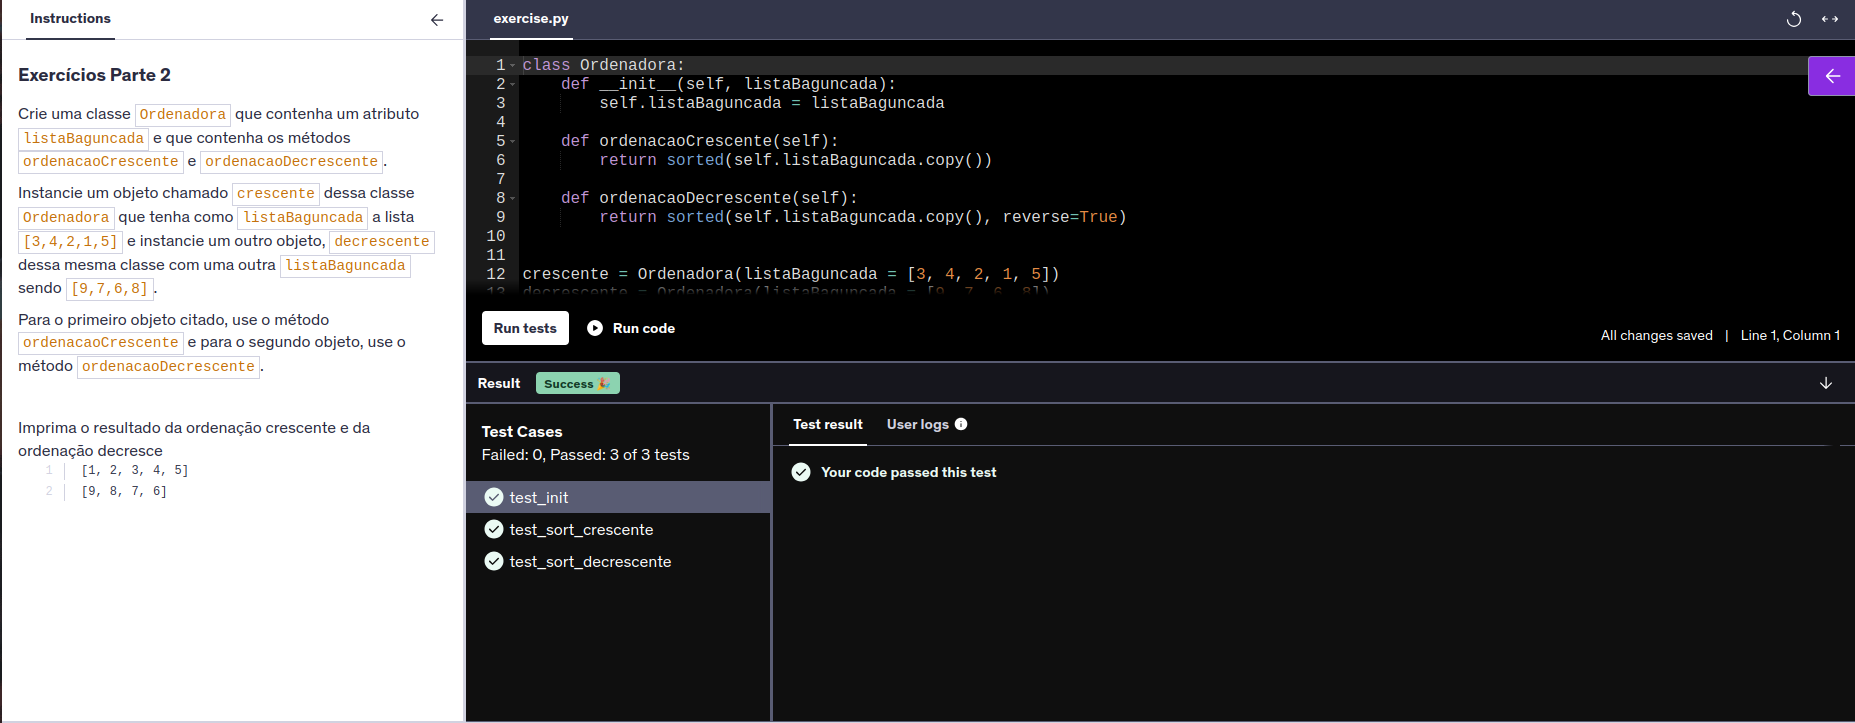 Instructions
Exercícios Parte 2
Crie uma classe Ordenadora que contenha um atributo
listaBaguncada e que contenha os métodos
ordenacaoCrescente e ordenacaoDecrescente.
Instancie um objeto chamado crescente dessa classe
Ordenadora que tenha como listaBaguncada a lista
[3,4,2,1,5] e instancie um outro objeto, decrescente
dessa mesma classe com uma outra listaBaguncada
sendo [9,7,6,8].
Para o primeiro objeto citado, use o método
ordenacaoCrescente e para o segundo objeto, use o
método ordenacaoDecrescente.
Imprima o resultado da ordenação crescente e da
ordenação decresce
1 [1, 2, 3, 4, 5]
2 [9, 8, 7, 6]
exercise.py
1 class Ordenadora:
2     def __init__(self, listaBaguncada):
3         self.listaBaguncada = listaBaguncada
4
5     def ordenacaoCrescente(self):
6         return sorted(self.listaBaguncada.copy())
7
8     def ordenacaoDecrescente(self):
9         return sorted(self.listaBaguncada.copy(), reverse=True)
10
11
12 crescente = Ordenadora(listaBaguncada = [3, 4, 2, 1, 5])
13 decrescente = Ordenadora(listaBaguncada = [9, 7, 6, 8])
Run tests Run code
All changes saved | Line 1, Column 1
Result Success 🎉
Test Cases
Failed: 0, Passed: 3 of 3 tests
test_init
test_sort_crescente
test_sort_decrescente
Test result User logs
Your code passed this test